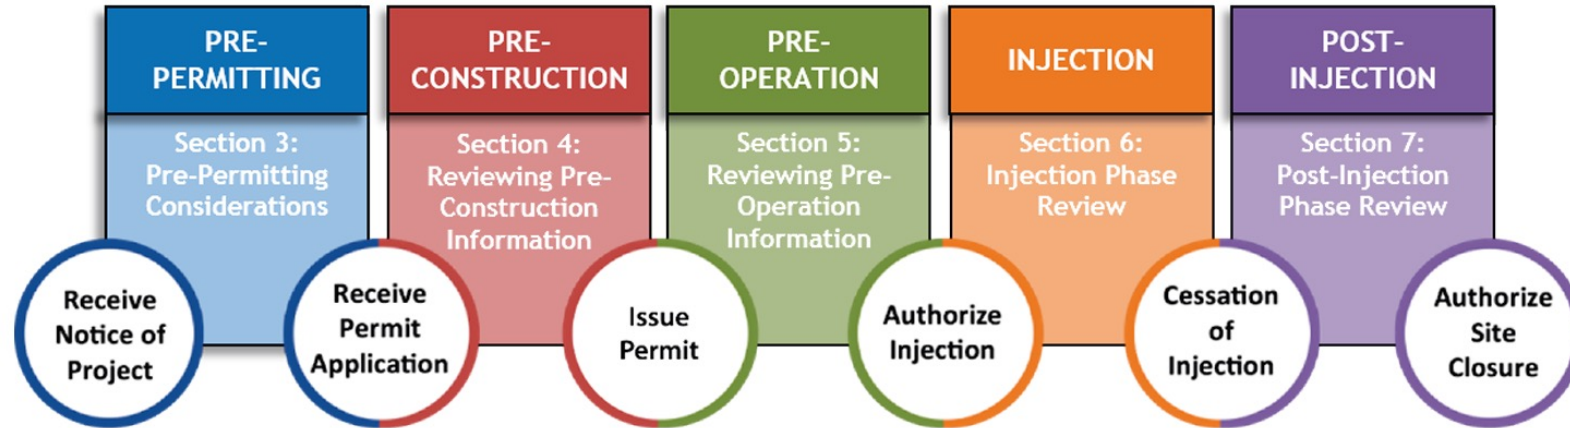 PRE-
PERMITTING
Section 3:
Pre-Permitting
Considerations
PRE-
CONSTRUCTION
Section 4:
Reviewing Pre-
Construction
Information
PRE-
OPERATION
Section 5:
Reviewing Pre-
Operation
Information
INJECTION
Section 6:
Injection Phase
Review
POST-
INJECTION
Section 7:
Post-Injection
Phase Review
Receive
Notice of
Project
Receive
Permit
Application
Issue
Permit
Authorize
Injection
Cessation
of
Injection
Authorize
Site
Closure